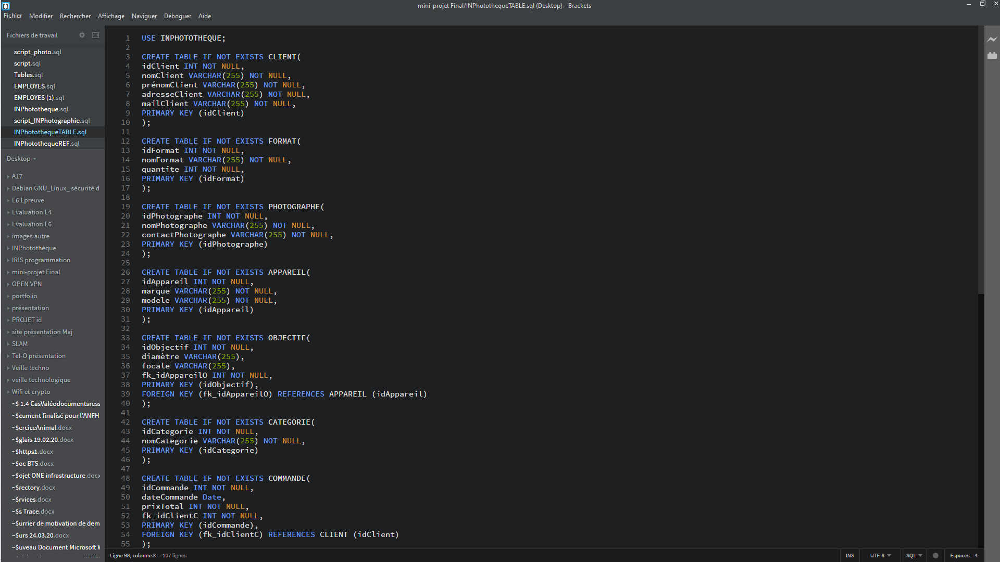 mini-projet Final/INPhotothequeTABLE.sql (Desktop) - Brackets
Fichier Modifier Rechercher Affichage Naviguer Déboguer Aide
Fichiers de travail
script_photo.sql
script.sql
Tables.sql
EMPLOYES.sql
EMPLOYES (1).sql
INPhototheque.sql
script_INPhotographie.sql
INPhotothequeTABLE.sql
INPhotothequeREF.sql
Desktop
A17
Debian GNU_Linux_ sécurité d
E6 Epreuve
Evaluation E4
Evaluation E6
images autre
INPhotothèque
IRIS programmation
mini-projet Final
OPEN VPN
portfolio
présentation
PROJET id
site présentation Maj
SLAM
Tel-O présentation
Veille techno
veille technologique
Wifi et crypto
~$ 1.4 CasValéodocumentsress
~$cument finalisé pour l'ANFH
~$erciceAnimal.docx
~$glais 19.02.20.docx
~$https1.docx
~$oc BTS.docx
~$ojet ONE infrastructure.docx
~$rectory.docx
~$rvices.docx
~$s Trace.docx
~$urrier de motivation de dem
~$urs 24.03.20.docx
~$uveau Document Microsoft W
1 USE INPHOTOTHEQUE;
2
3 CREATE TABLE IF NOT EXISTS CLIENT(
4 idClient INT NOT NULL,
5 nomClient VARCHAR(255) NOT NULL,
6 prénomClient VARCHAR(255) NOT NULL,
7 adresseClient VARCHAR(255) NOT NULL,
8 mailClient VARCHAR(255) NOT NULL,
9 PRIMARY KEY (idClient)
10 );
11
12 CREATE TABLE IF NOT EXISTS FORMAT(
13 idFormat INT NOT NULL,
14 nomFormat VARCHAR(255) NOT NULL,
15 quantite INT NOT NULL,
16 PRIMARY KEY (idFormat)
17 );
18
19 CREATE TABLE IF NOT EXISTS PHOTOGRAPHE(
20 idPhotographe INT NOT NULL,
21 nomPhotographe VARCHAR(255) NOT NULL,
22 contactPhotographe VARCHAR(255) NOT NULL,
23 PRIMARY KEY (idPhotographe)
24 );
25
26 CREATE TABLE IF NOT EXISTS APPAREIL(
27 idAppareil INT NOT NULL,
28 marque VARCHAR(255) NOT NULL,
29 modele VARCHAR(255) NOT NULL,
30 PRIMARY KEY (idAppareil)
31 );
32
33 CREATE TABLE IF NOT EXISTS OBJECTIF(
34 idObjectif INT NOT NULL,
35 diamètre VARCHAR(255),
36 focale VARCHAR(255),
37 fk_idAppareilO INT NOT NULL,
38 PRIMARY KEY (idObjectif),
39 FOREIGN KEY (fk_idAppareilO) REFERENCES APPAREIL (idAppareil)
40 );
41
42 CREATE TABLE IF NOT EXISTS CATEGORIE(
43 idCategorie INT NOT NULL,
44 nomCategorie VARCHAR(255) NOT NULL,
45 PRIMARY KEY (idCategorie)
46 );
47
48 CREATE TABLE IF NOT EXISTS COMMANDE(
49 idCommande INT NOT NULL,
50 dateCommande Date,
51 prixTotal INT NOT NULL,
52 fk_idClientC INT NOT NULL,
53 PRIMARY KEY (idCommande),
54 FOREIGN KEY (fk_idClientC) REFERENCES CLIENT (idClient)
55 );
Ligne 98, colonne 3 — 107 lignes
INS UTF-8 SQL Espaces : 4